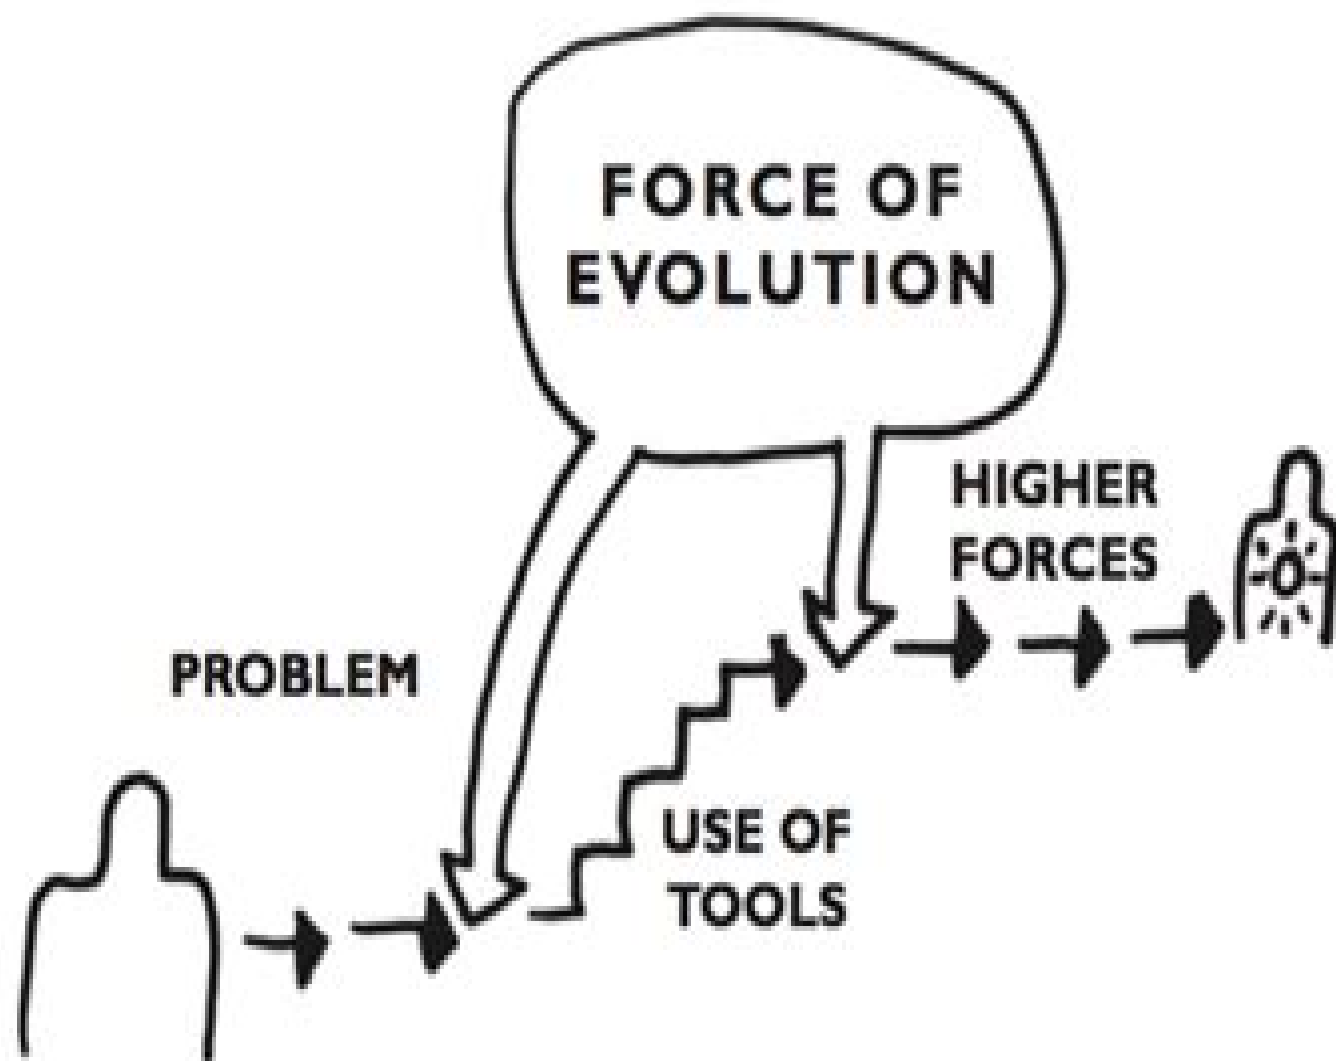 FORCE OF
EVOLUTION
HIGHER
FORCES
PROBLEM
USE OF
TOOLS